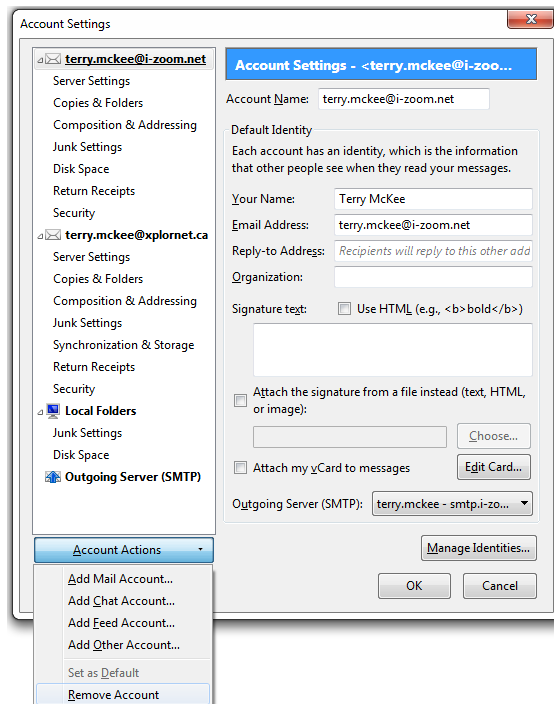 Account Settings
terry.mckee@i-zoom.net
Server Settings
Copies & Folders
Composition & Addressing
Junk Settings
Disk Space
Return Receipts
Security
terry.mckee@xplornet.ca
Server Settings
Copies & Folders
Composition & Addressing
Junk Settings
Synchronization & Storage
Return Receipts
Security
Local Folders
Junk Settings
Disk Space
Outgoing Server (SMTP)
Account Actions
Add Mail Account...
Add Chat Account...
Add Feed Account...
Add Other Account...
Set as Default
Remove Account
Account Settings - <terry.mckee@i-zoo...
Account Name: terry.mckee@i-zoom.net
Default Identity
Each account has an identity, which is the information
that other people see when they read your messages.
Your Name: Terry McKee
Email Address: terry.mckee@i-zoom.net
Reply-to Address: Recipients will reply to this other add
Organization:
Signature text: Use HTML (e.g., <b>bold</b>)
Attach the signature from a file instead (text, HTML,
or image):
Choose...
Attach my vCard to messages Edit Card...
Outgoing Server (SMTP): terry.mckee - smtp.i-zo...
Manage Identities...
OK Cancel